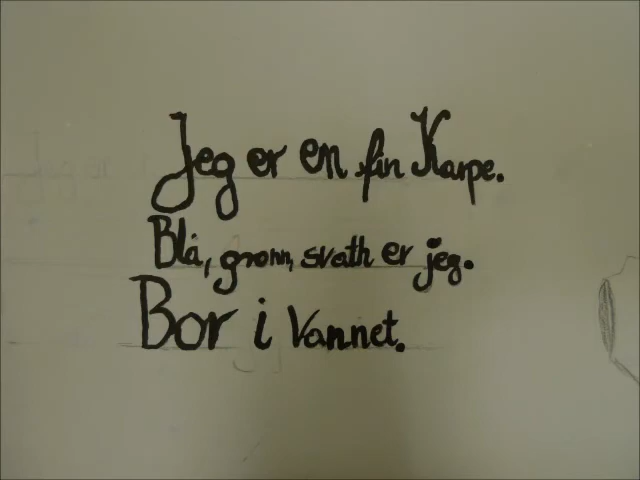 Jeg er en fin Karpe.
Blå, grønn, svath er jeg.
Bor i Vannet.